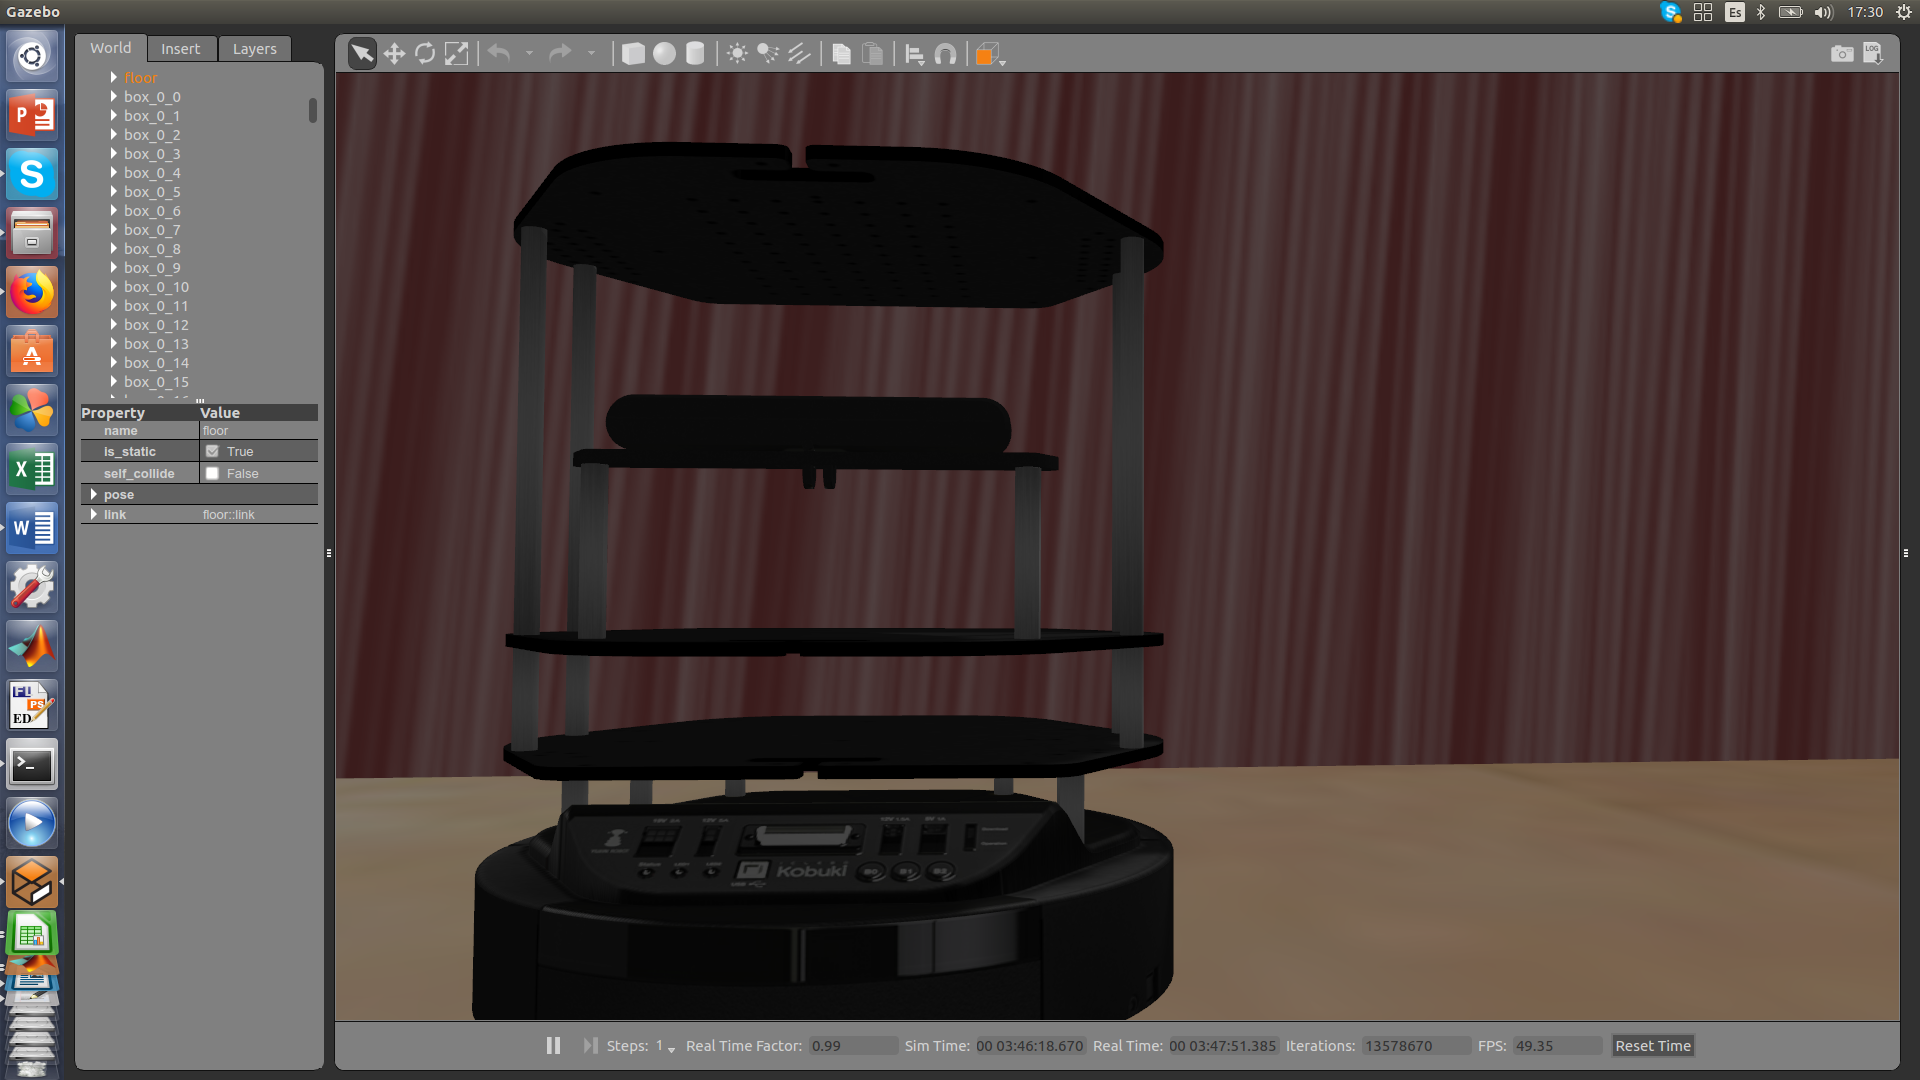 Gazebo
Es
17:30
World
Insert
Layers
LOG
floor
box_0_0
box_0_1
box_0_2
box_0_3
box_0_4
box_0_5
box_0_6
box_0_7
box_0_8
box_0_9
box_0_10
box_0_11
box_0_12
box_0_13
box_0_14
box_0_15
Property Value
name floor
is_static True
self_collide False
pose
link floor::link
Kobuki
B0 B1
Steps: 1 Real Time Factor: 0.99 Sim Time: 00 03:46:18.670 Real Time: 00 03:47:51.385 Iterations: 13578670 FPS: 49.35 Reset Time